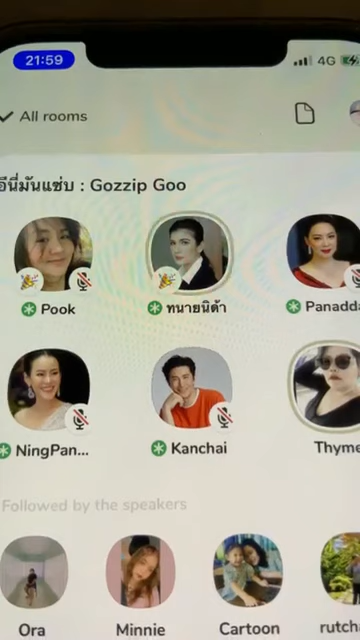 21:59
4G
All rooms
อีนี่มันแซ่บ : Gozzip Goo
Pook
ทนายนิด้า
Panadda
NingPan...
Kanchai
Thyme
Followed by the speakers
Ora
Minnie
Cartoon
rutch